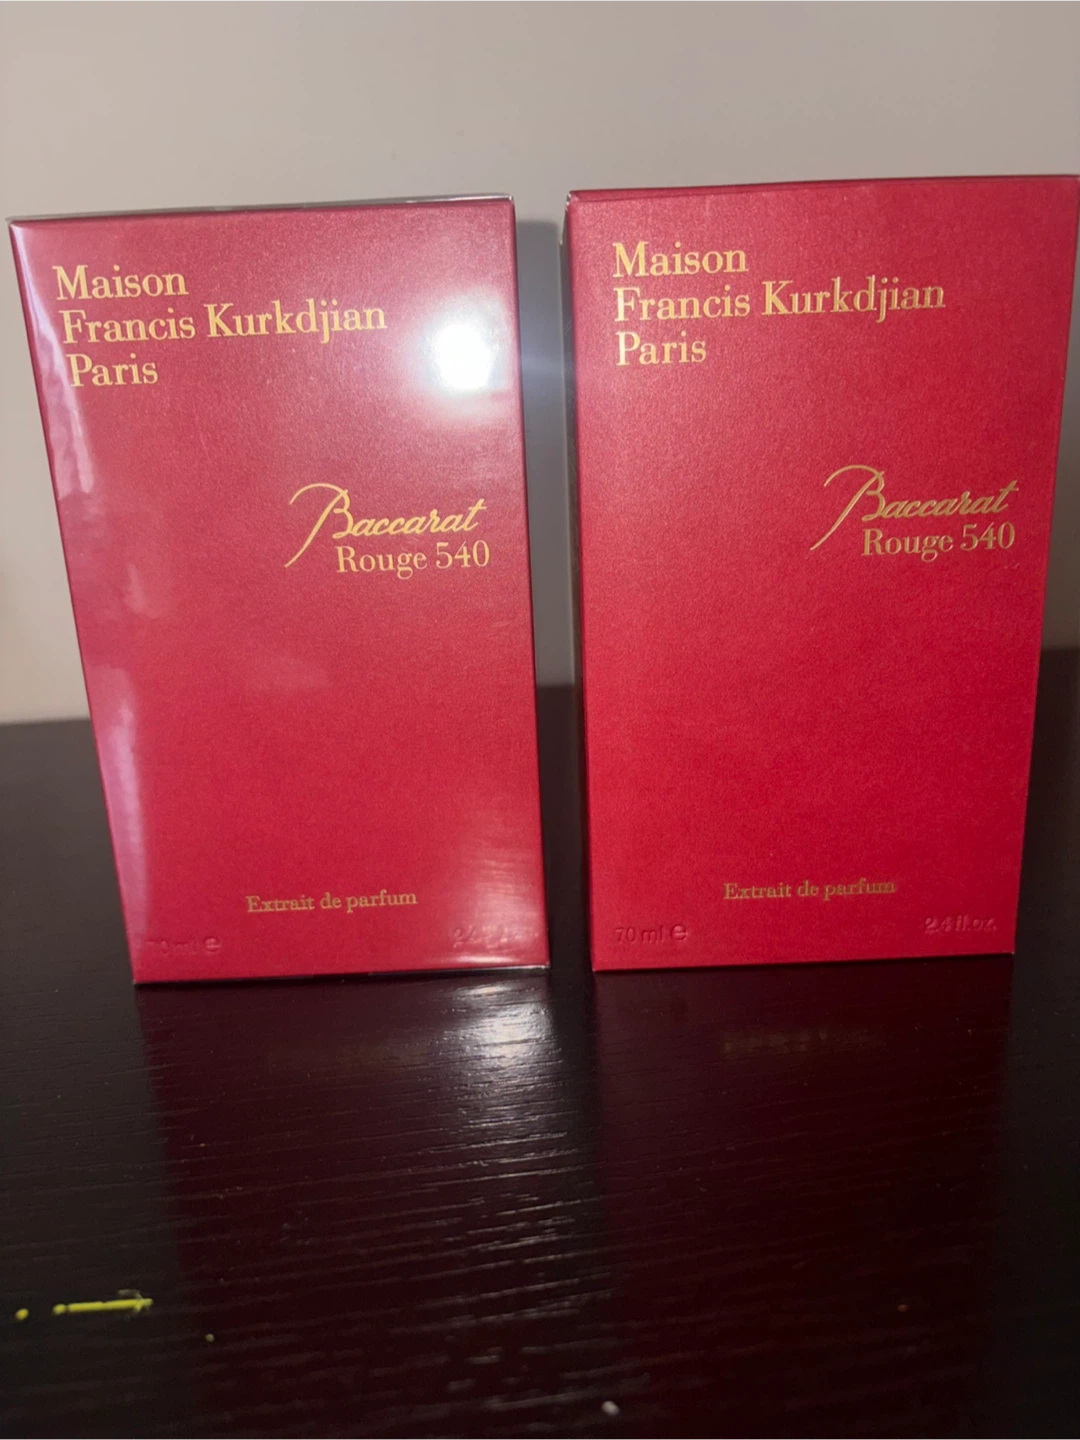 Maison
Francis Kurkdjian
Paris
Baccarat
Rouge 540
Extrait de parfum
Maison
Francis Kurkdjian
Paris
Baccarat
Rouge 540
Extrait de parfum
70 ml ℮
2.4 fl.oz.